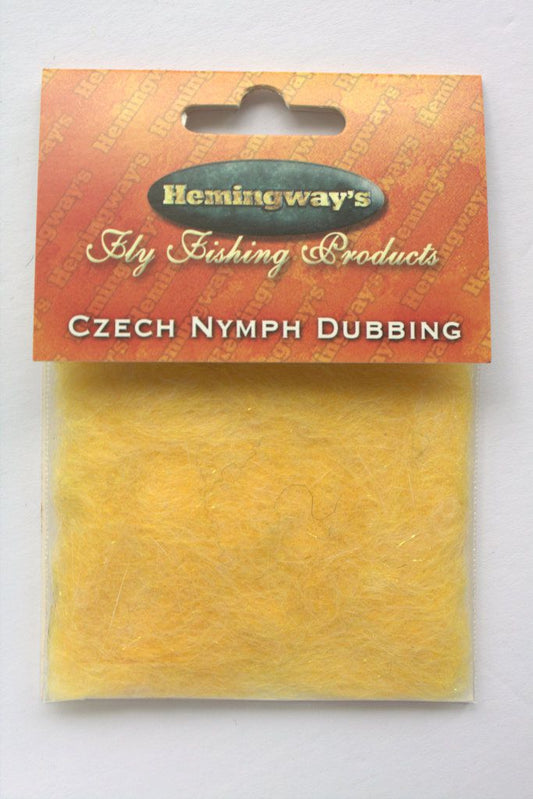 Hemingway's
Fly Fishing Products
CZECH NYMPH DUBBING